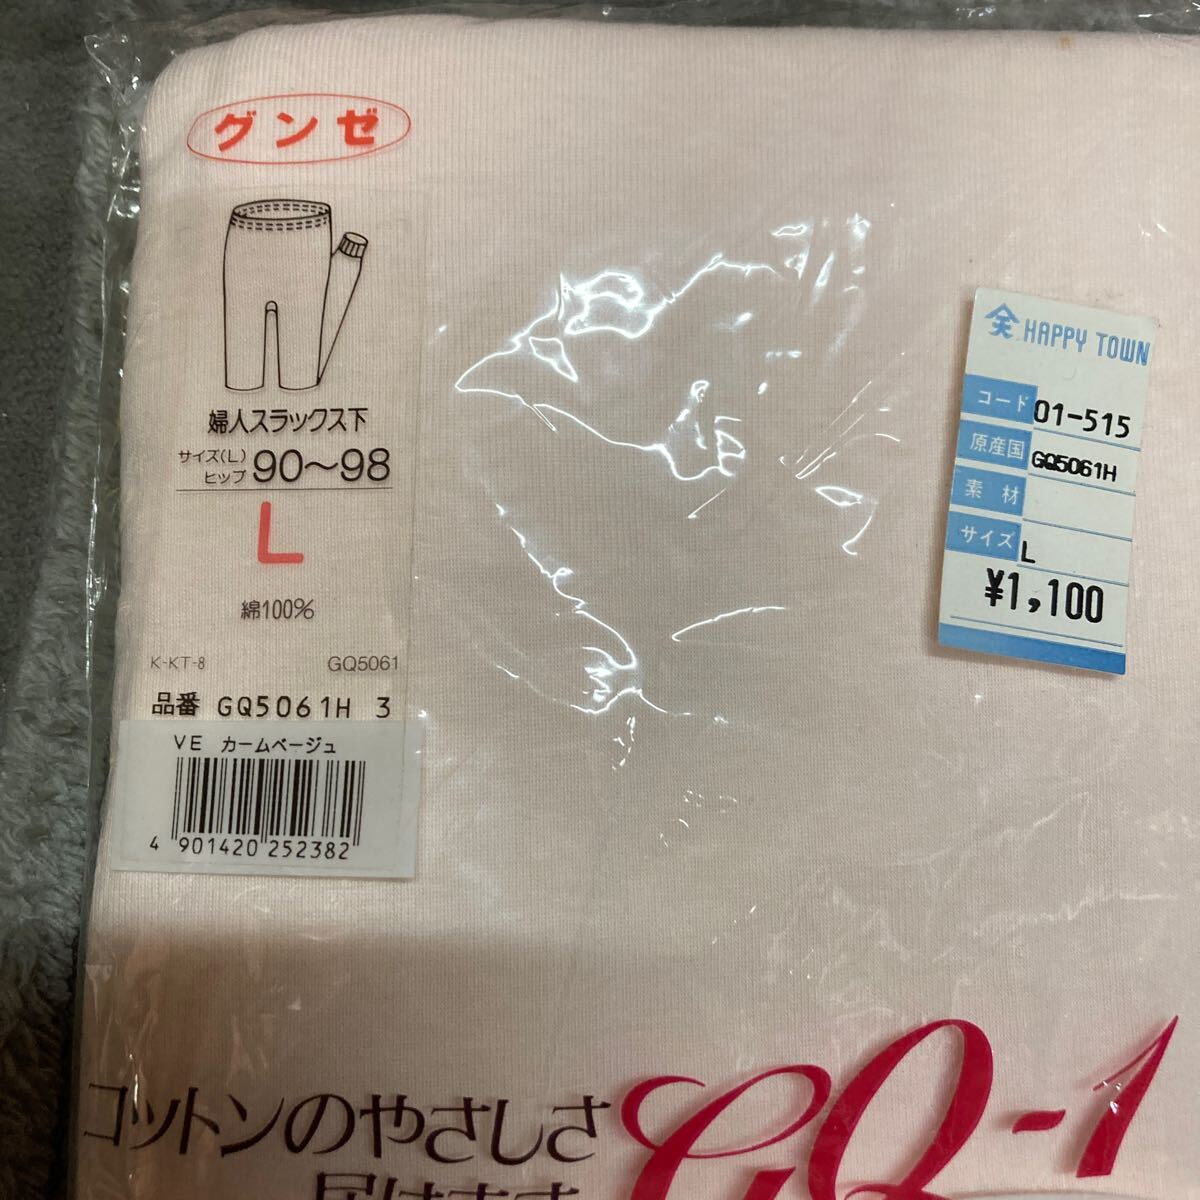 グンゼ
婦人スラックス下
サイズ(L)
ヒップ 90〜98
L
綿100%
K-KT-8 GQ5061
品番 GQ5061H 3
VE カームベージュ
4 901420 252382
HAPPY TOWN
コード 01-515
原産国 GQ5061H
素材
サイズ L
¥1,100
コットンのやさしさ
GQ-1